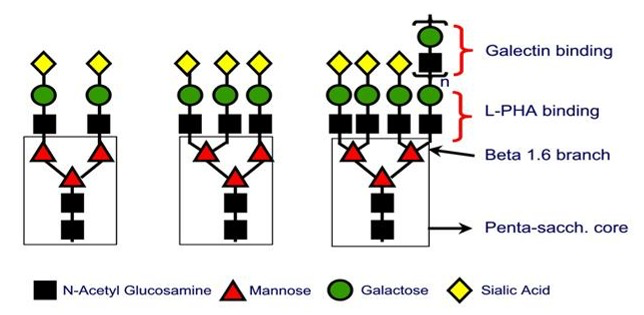 Galectin binding
n
L-PHA binding
Beta 1.6 branch
Penta-sacch. core
N-Acetyl Glucosamine Mannose Galactose Sialic Acid